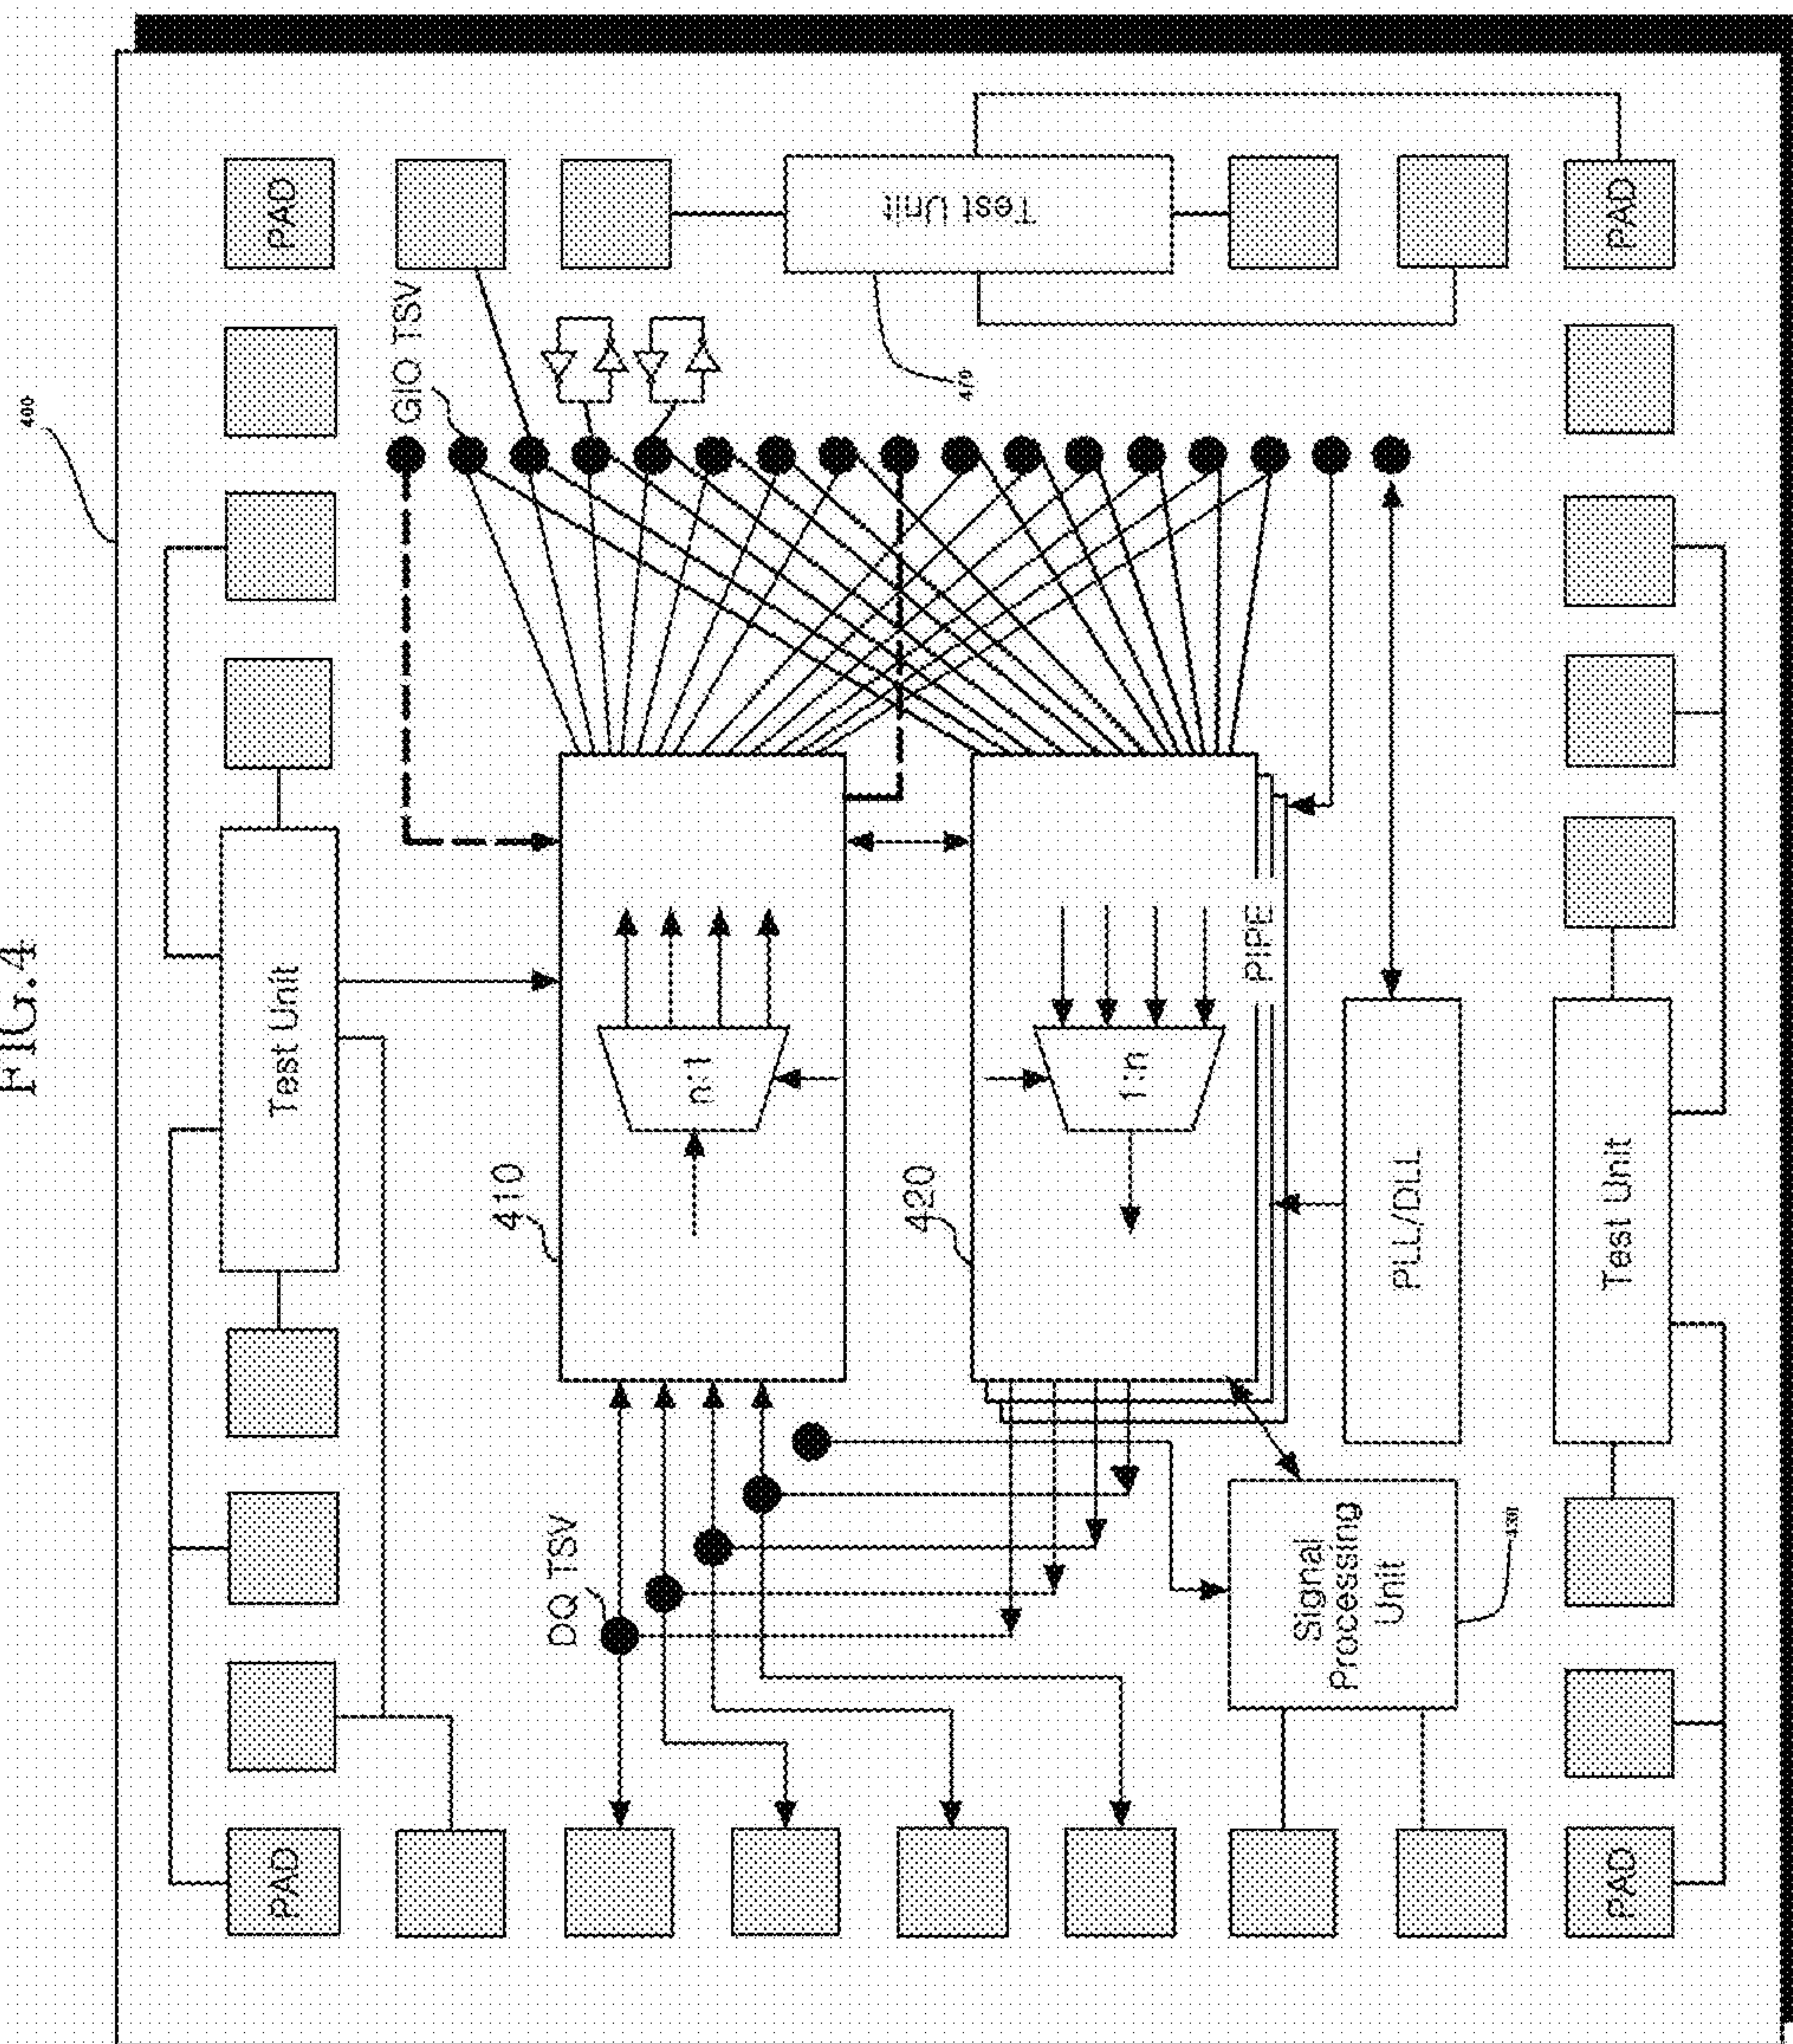 FIG.4
400
PAD
PAD
Test Unit
GIO TSV
470
Test Unit
410
n:1
420
1:n
PIPE
PLL/DLL
Test Unit
DQ TSV
Signal
Processing
Unit
430
PAD
PAD